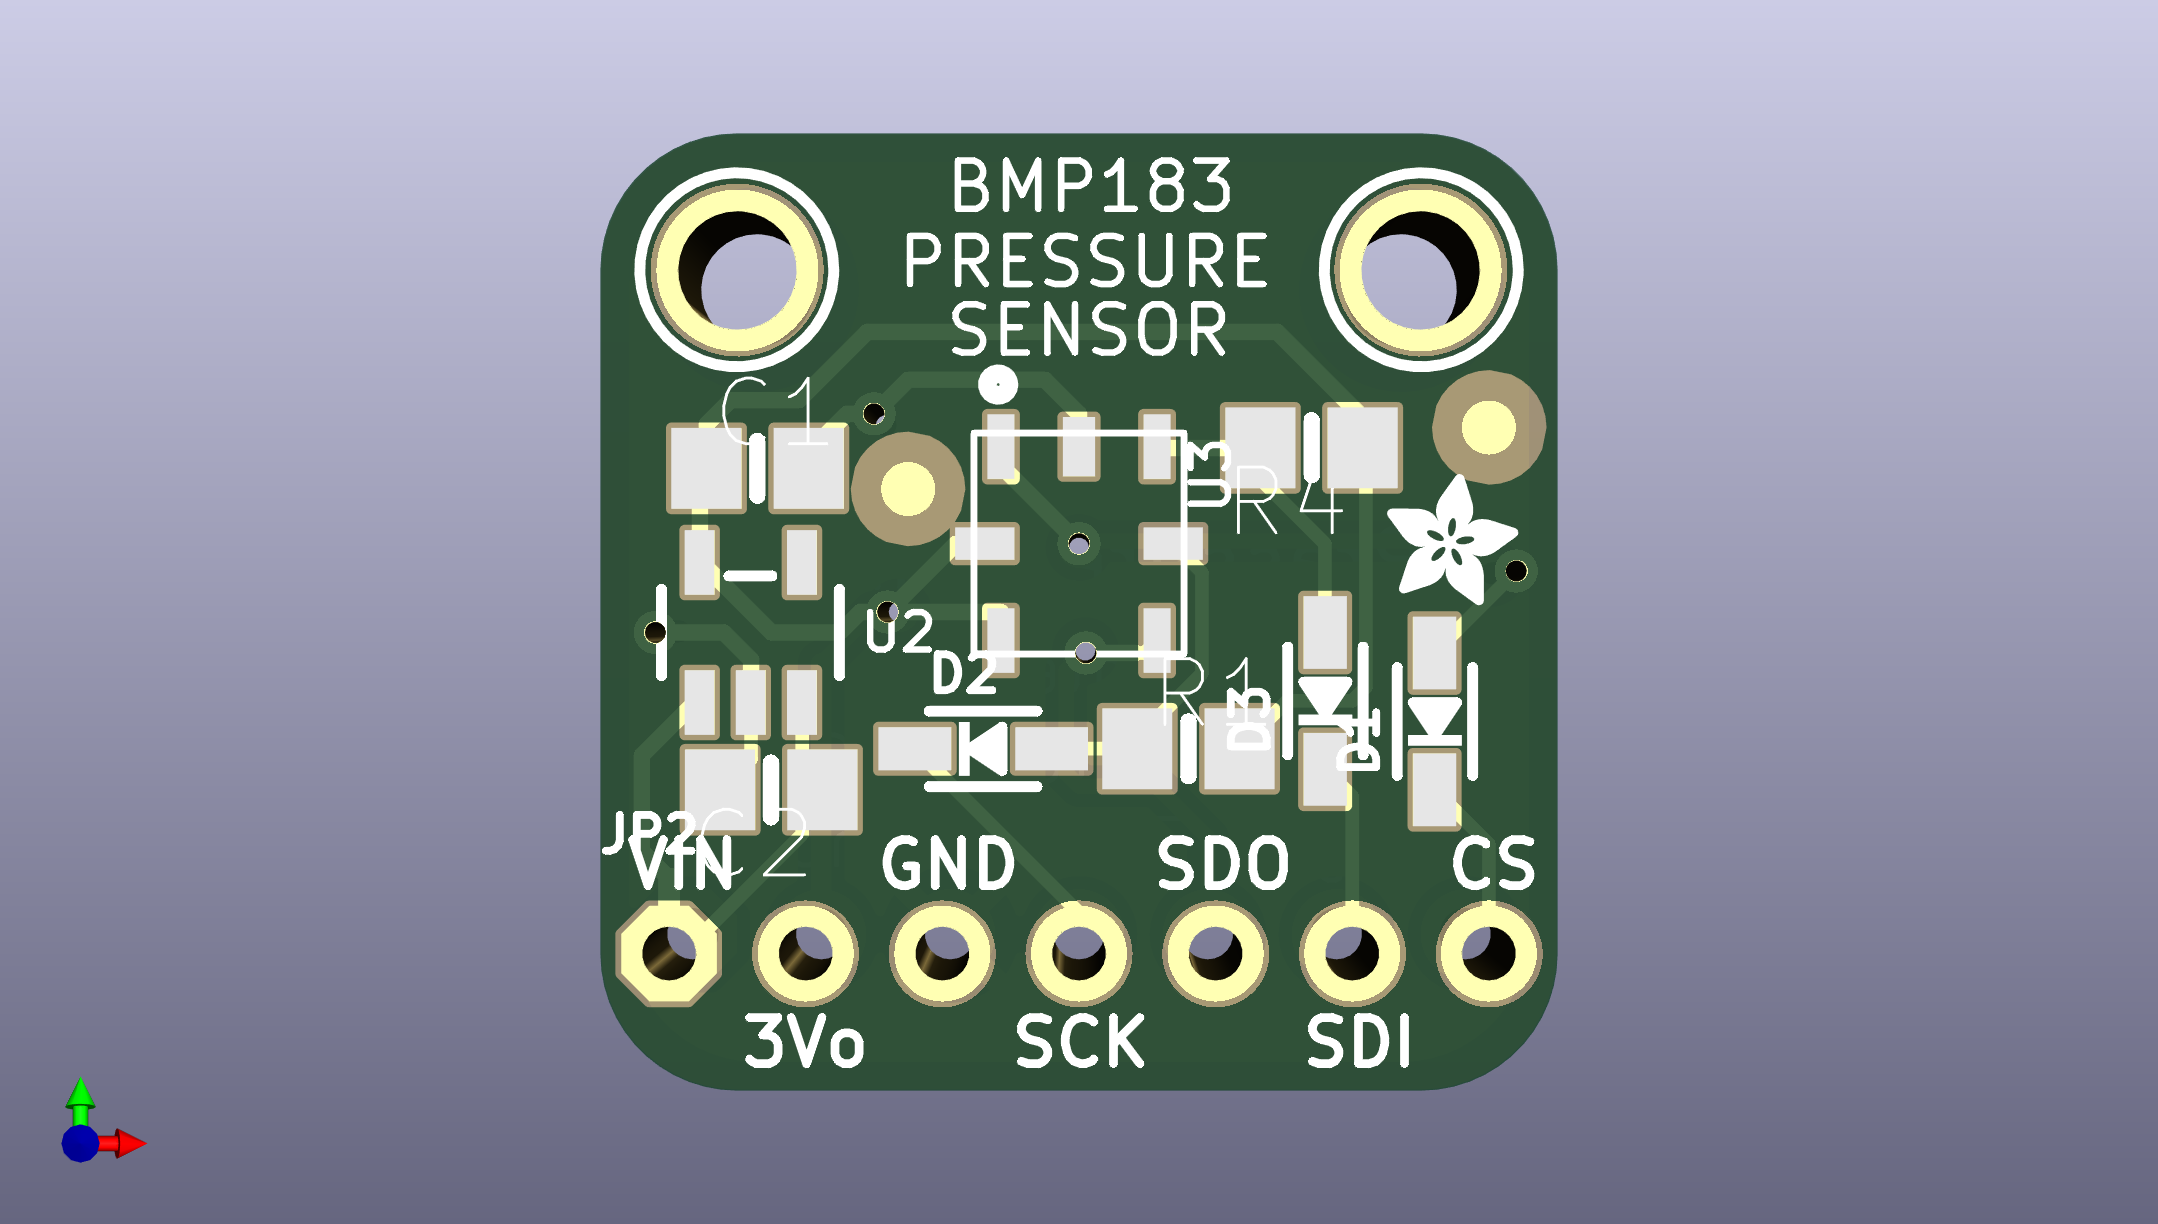 BMP183
PRESSURE
SENSOR
C1
U3
R4
U2
D2
R1
D3
D1
JP2
C2
VIN
GND
SDO
CS
3Vo
SCK
SDI